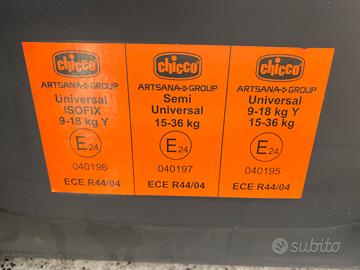 chicco
ARTSANA GROUP
Universal
ISOFIX
9-18 kg Y
E24
040196
ECE R44/04
chicco
ARTSANA GROUP
Semi
Universal
15-36 kg
E24
040197
ECE R44/04
chicco
ARTSANA GROUP
Universal
9-18 kg Y
15-36 kg
E24
040195
ECE R44/04
subito